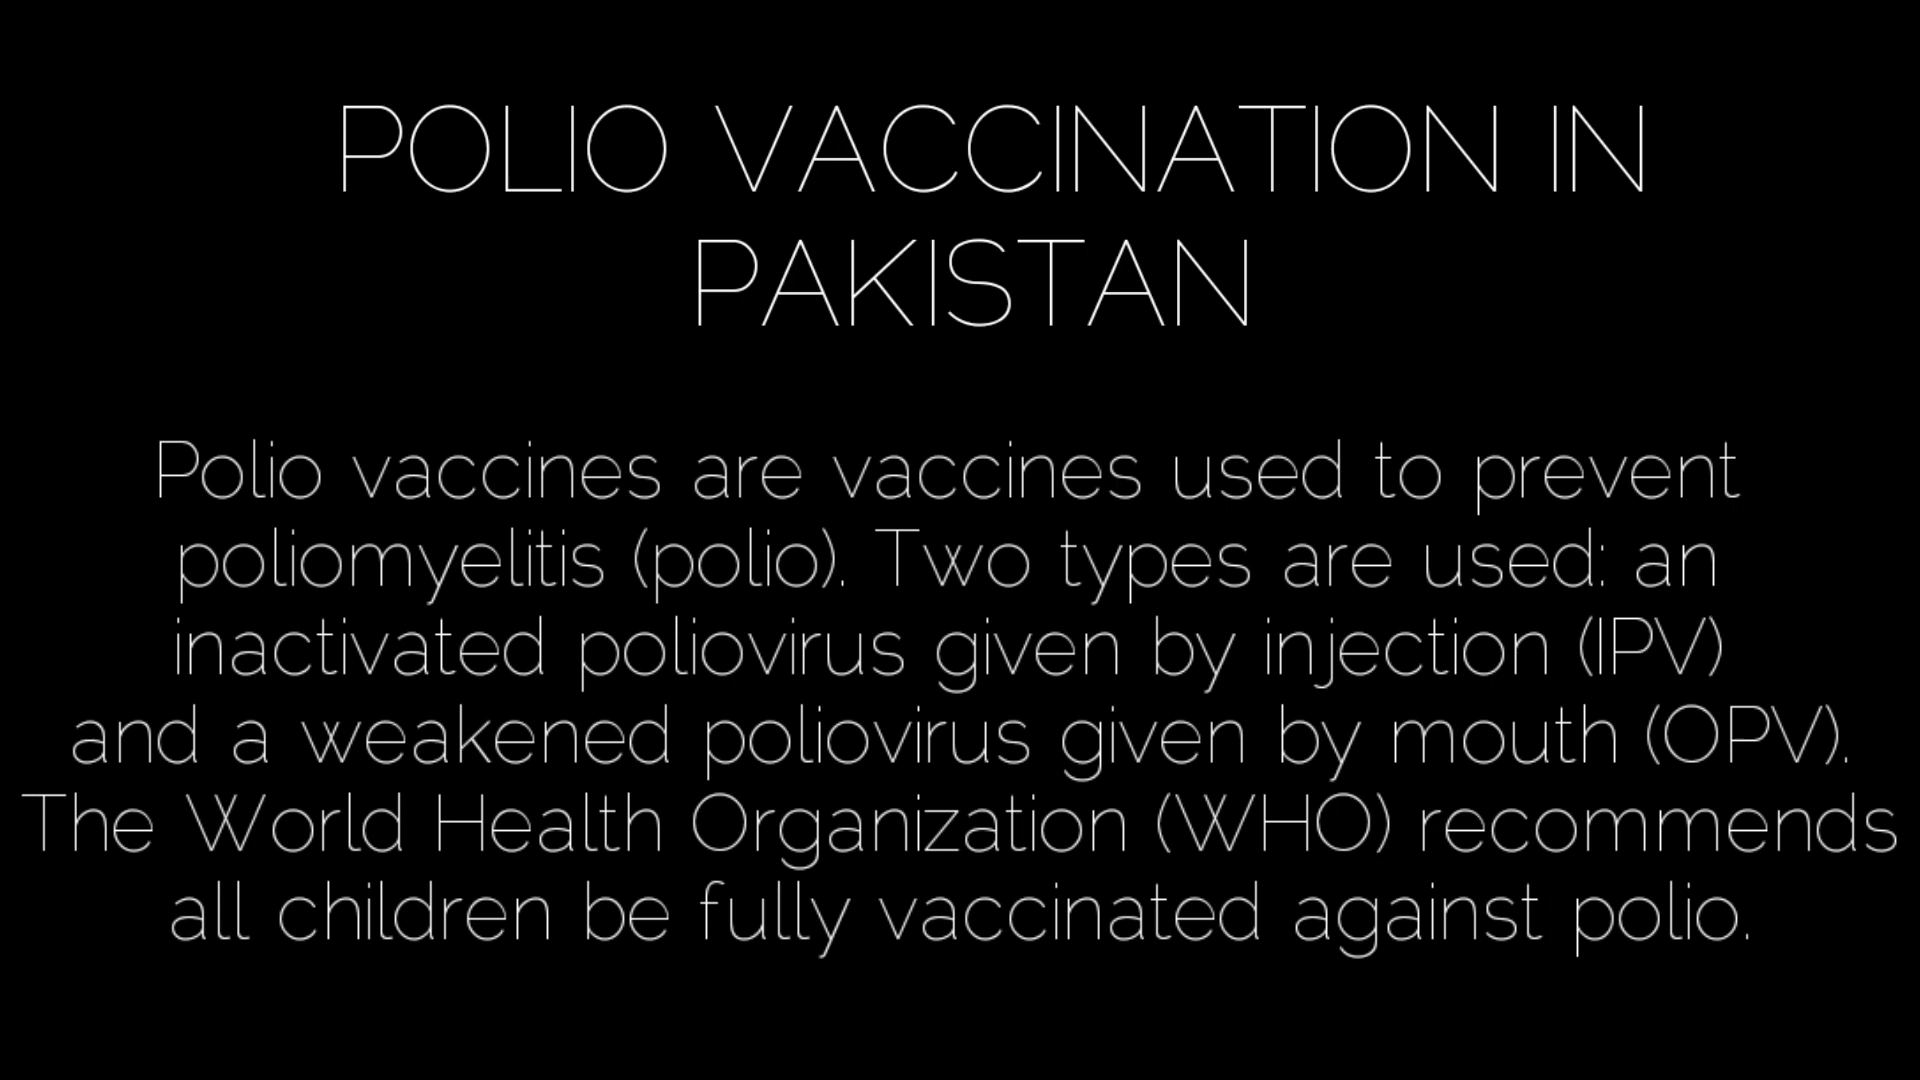 POLIO VACCINATION IN
PAKISTAN
Polio vaccines are vaccines used to prevent
poliomyelitis (polio). Two types are used: an
inactivated poliovirus given by injection (IPV)
and a weakened poliovirus given by mouth (OPV).
The World Health Organization (WHO) recommends
all children be fully vaccinated against polio.